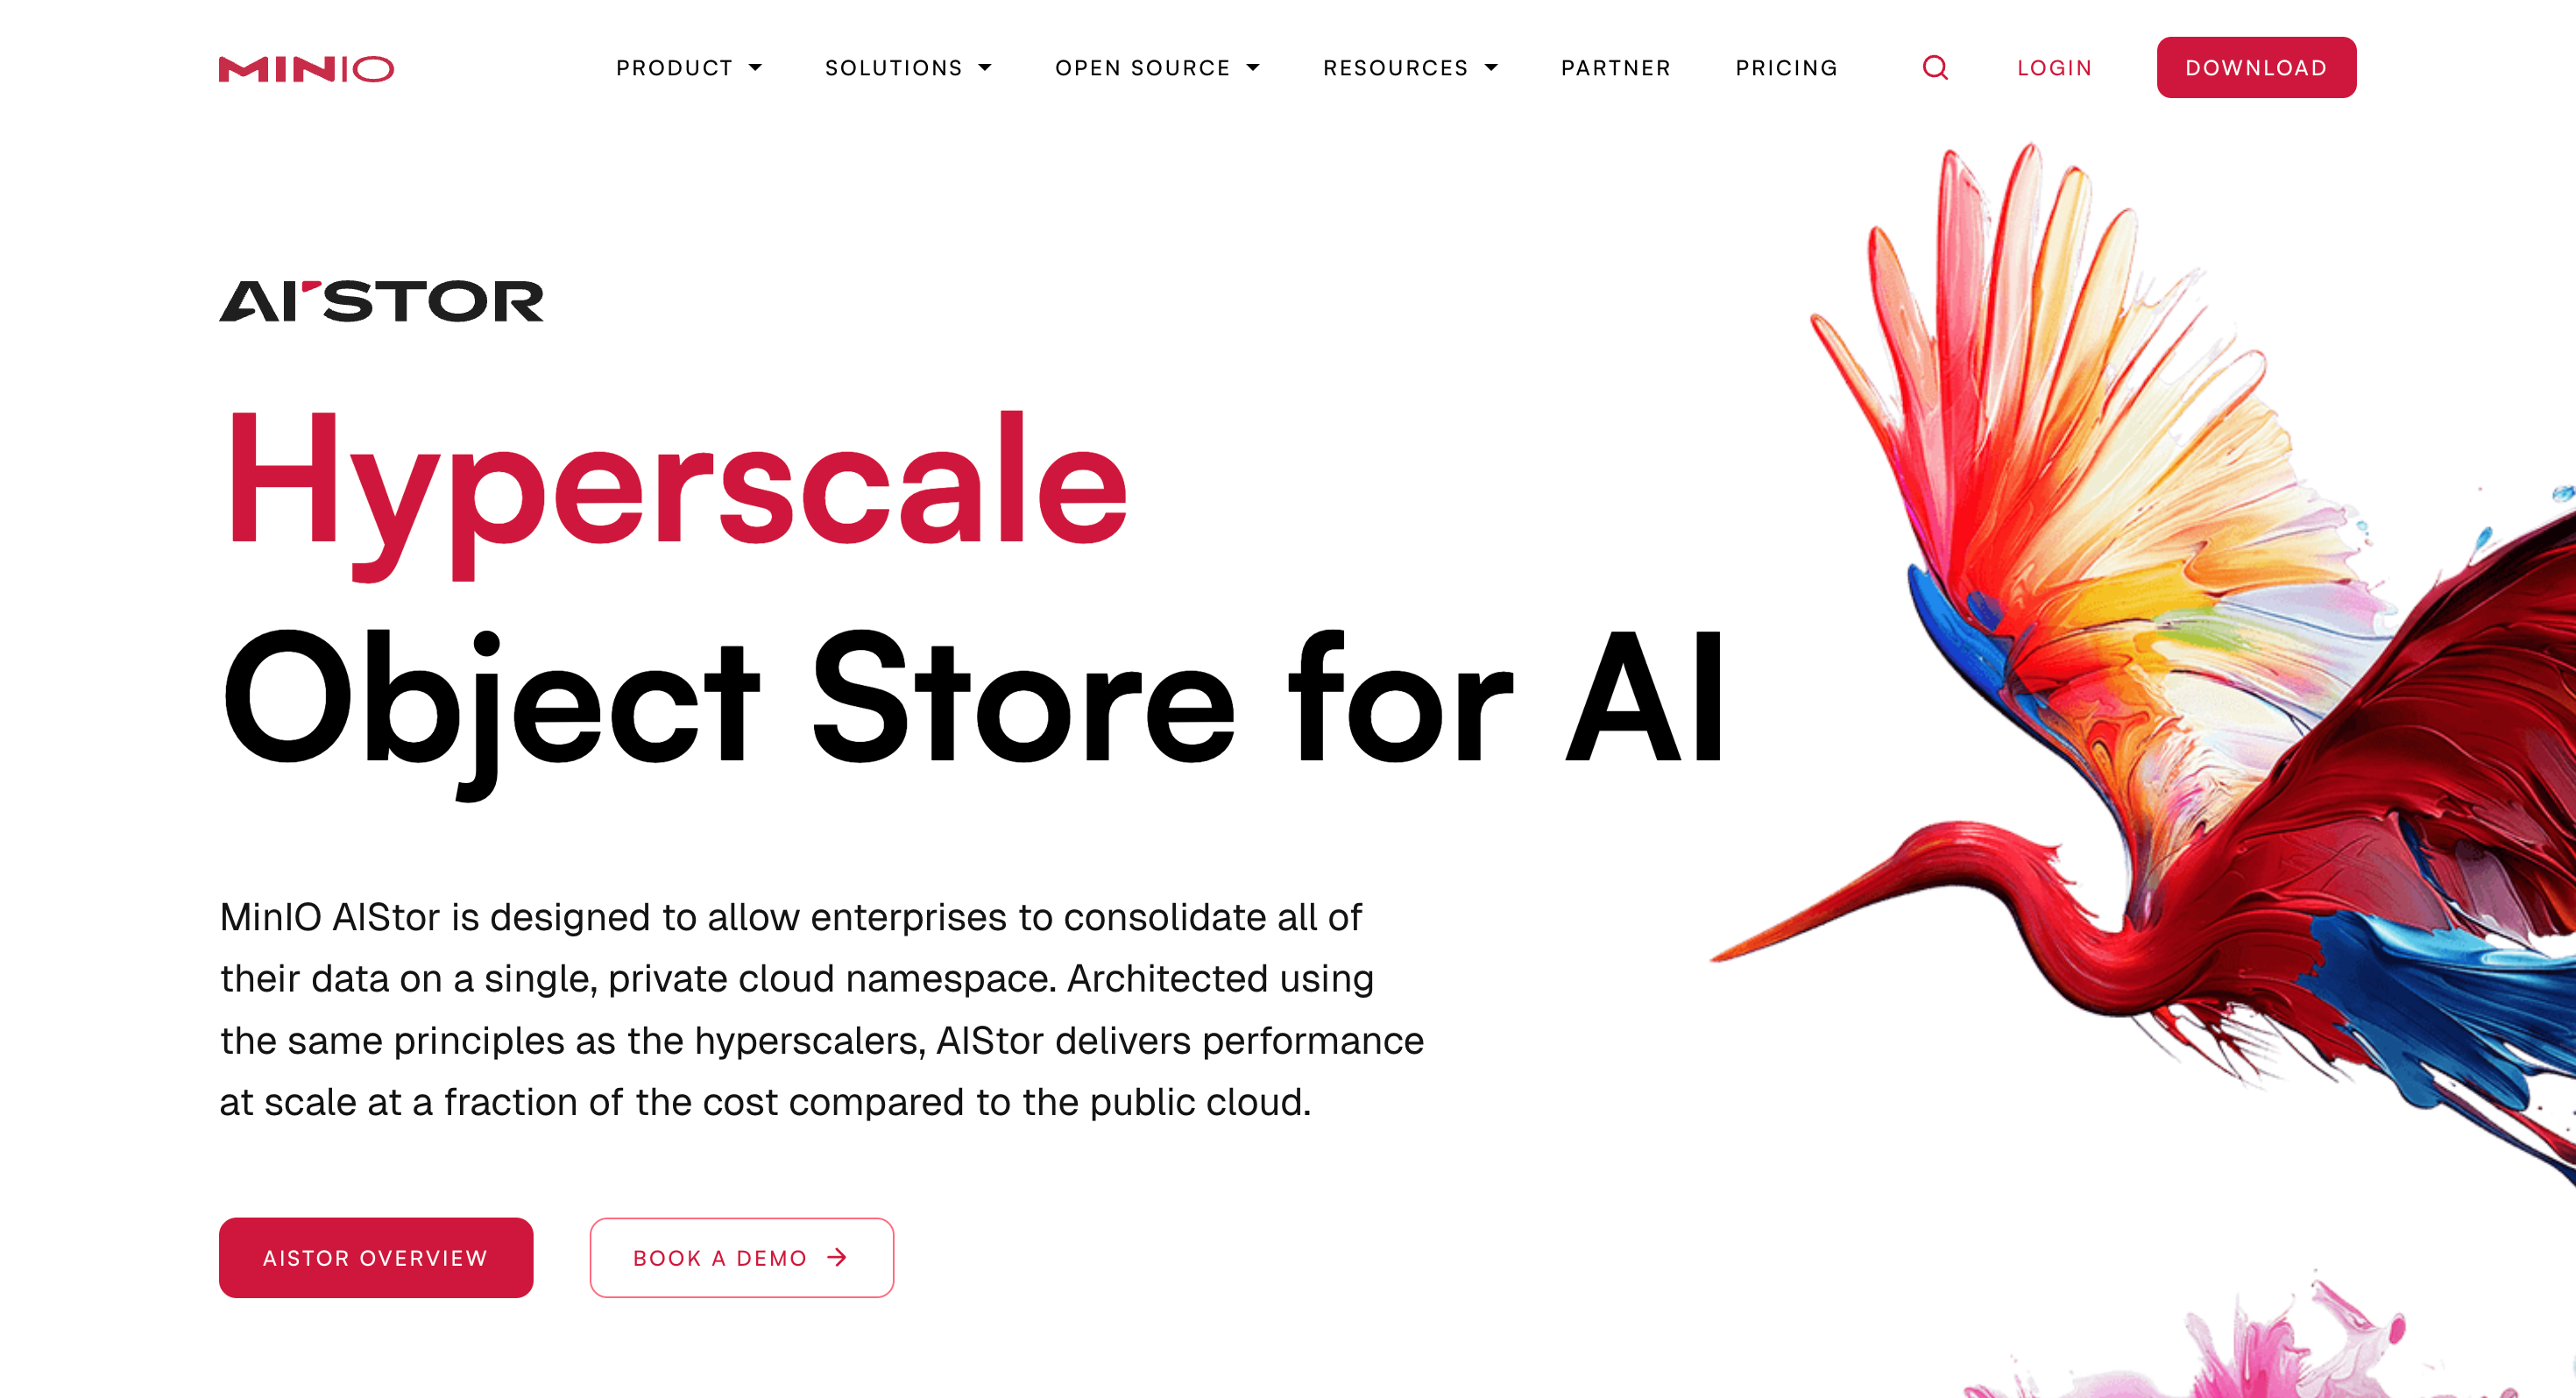 MINIO
PRODUCT SOLUTIONS OPEN SOURCE RESOURCES PARTNER PRICING LOGIN DOWNLOAD
AISTOR
Hyperscale
Object Store for AI
MinIO AIStor is designed to allow enterprises to consolidate all of
their data on a single, private cloud namespace. Architected using
the same principles as the hyperscalers, AIStor delivers performance
at scale at a fraction of the cost compared to the public cloud.
AISTOR OVERVIEW BOOK A DEMO →